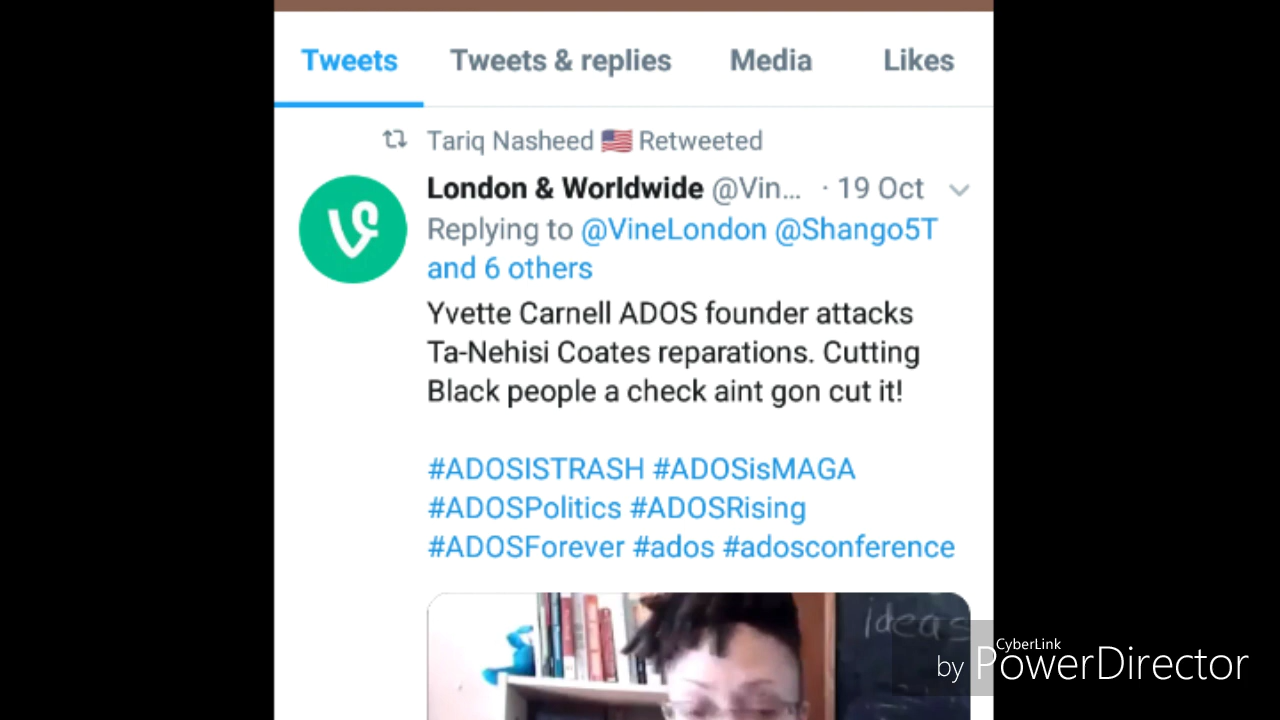 Tweets Tweets & replies Media Likes
Tariq Nasheed 🇺🇸 Retweeted
London & Worldwide @Vin... · 19 Oct
Replying to @VineLondon @Shango5T
and 6 others
Yvette Carnell ADOS founder attacks
Ta-Nehisi Coates reparations. Cutting
Black people a check aint gon cut it!
#ADOSISTRASH #ADOSisMAGA
#ADOSPolitics #ADOSRising
#ADOSForever #ados #adosconference
ideas
CyberLink
by PowerDirector